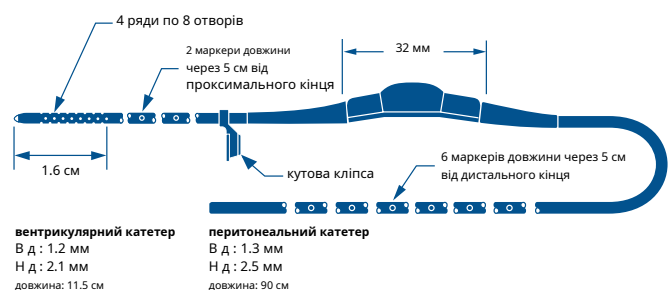 4 ряди по 8 отворів
2 маркери довжини
через 5 см від
проксимального кінця
32 мм
1.6 см
кутова кліпса
6 маркерів довжини через 5 см
від дистального кінця
вентрикулярний катетер
В д : 1.2 мм
Н д : 2.1 мм
довжина: 11.5 см
перитонеальний катетер
В д : 1.3 мм
Н д : 2.5 мм
довжина: 90 см